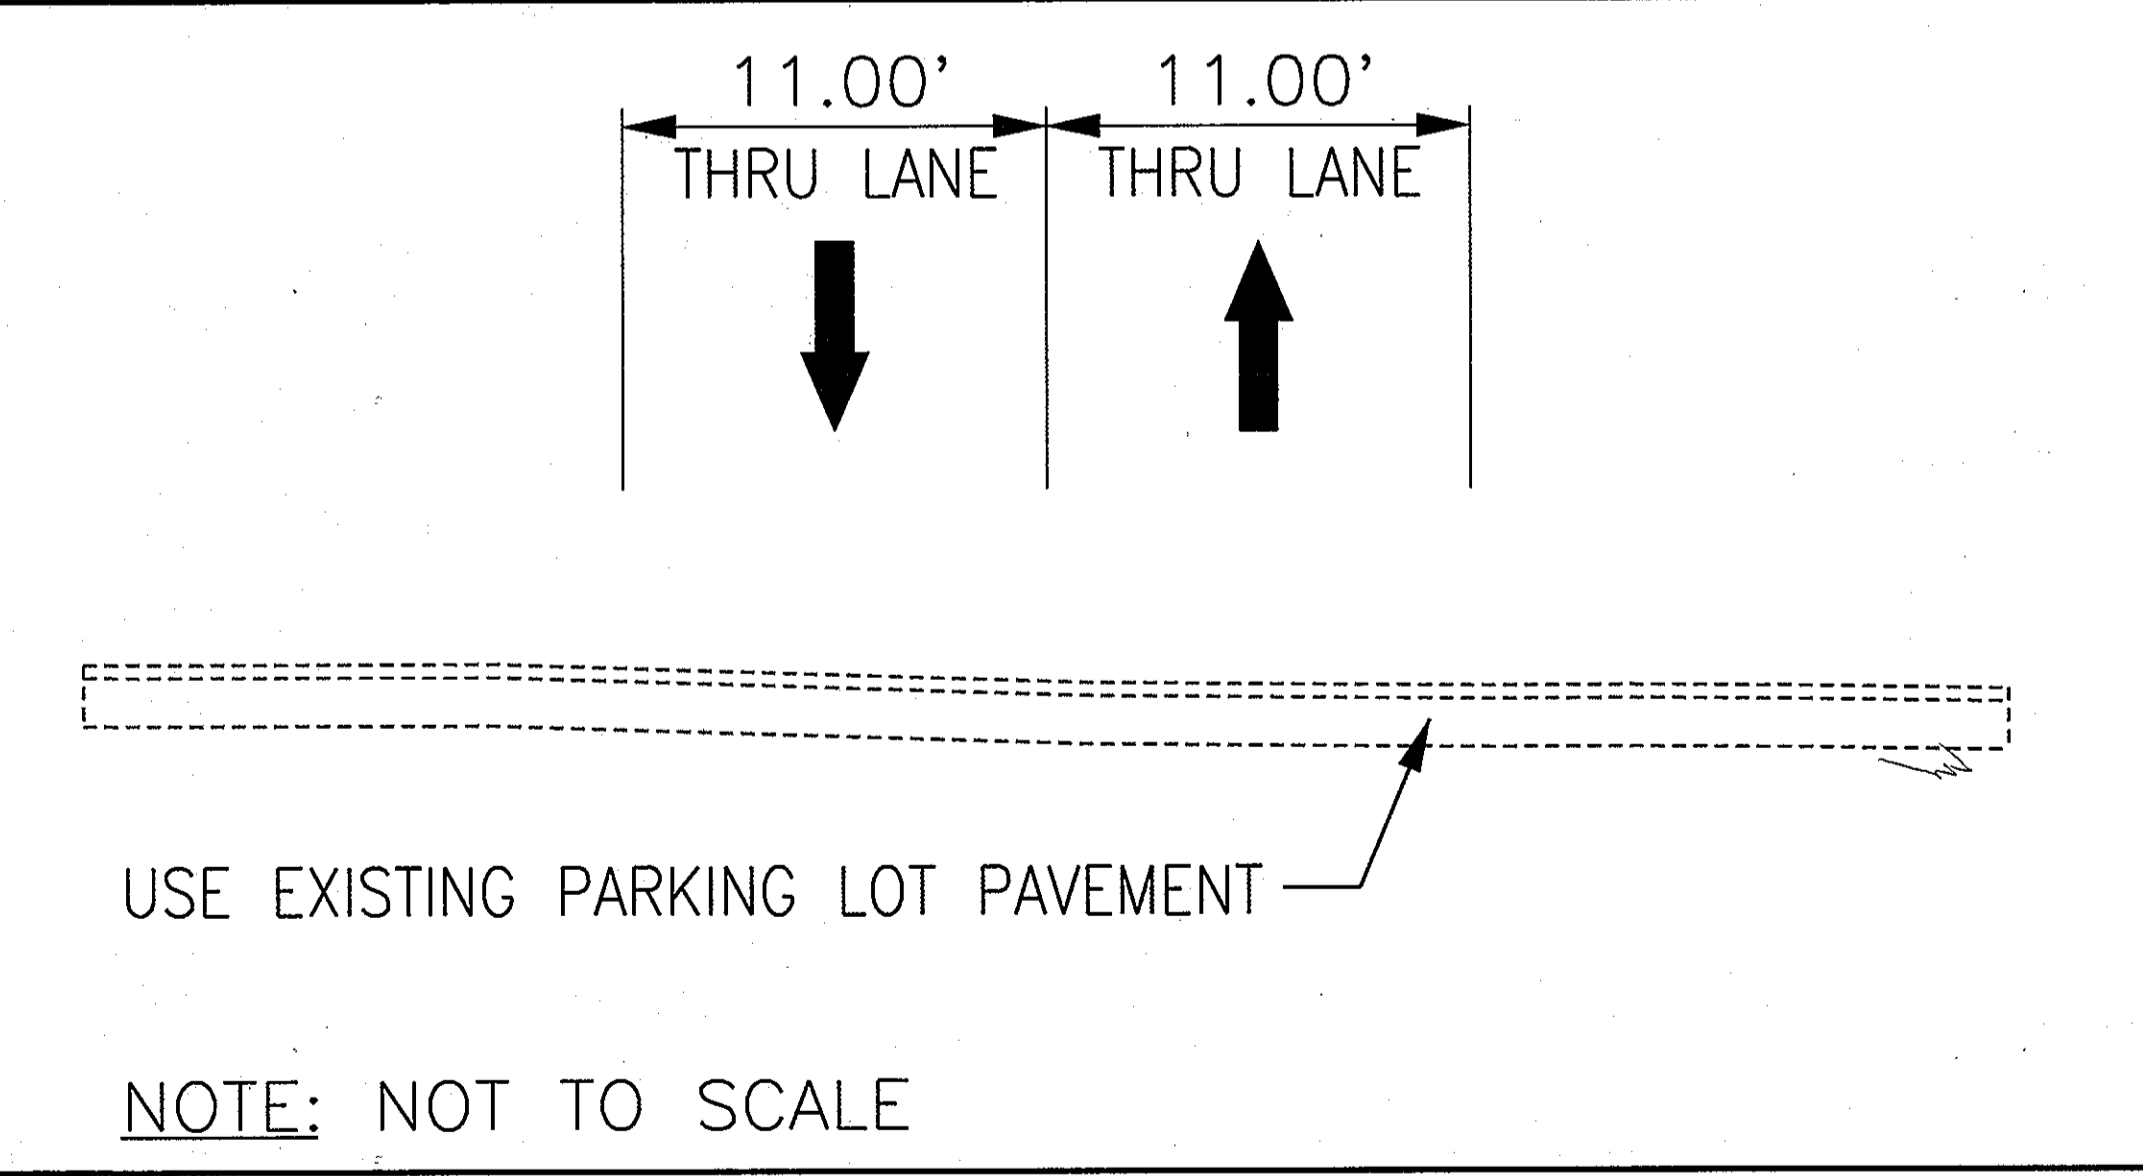 11.00' 11.00'
THRU LANE THRU LANE
USE EXISTING PARKING LOT PAVEMENT
NOTE: NOT TO SCALE